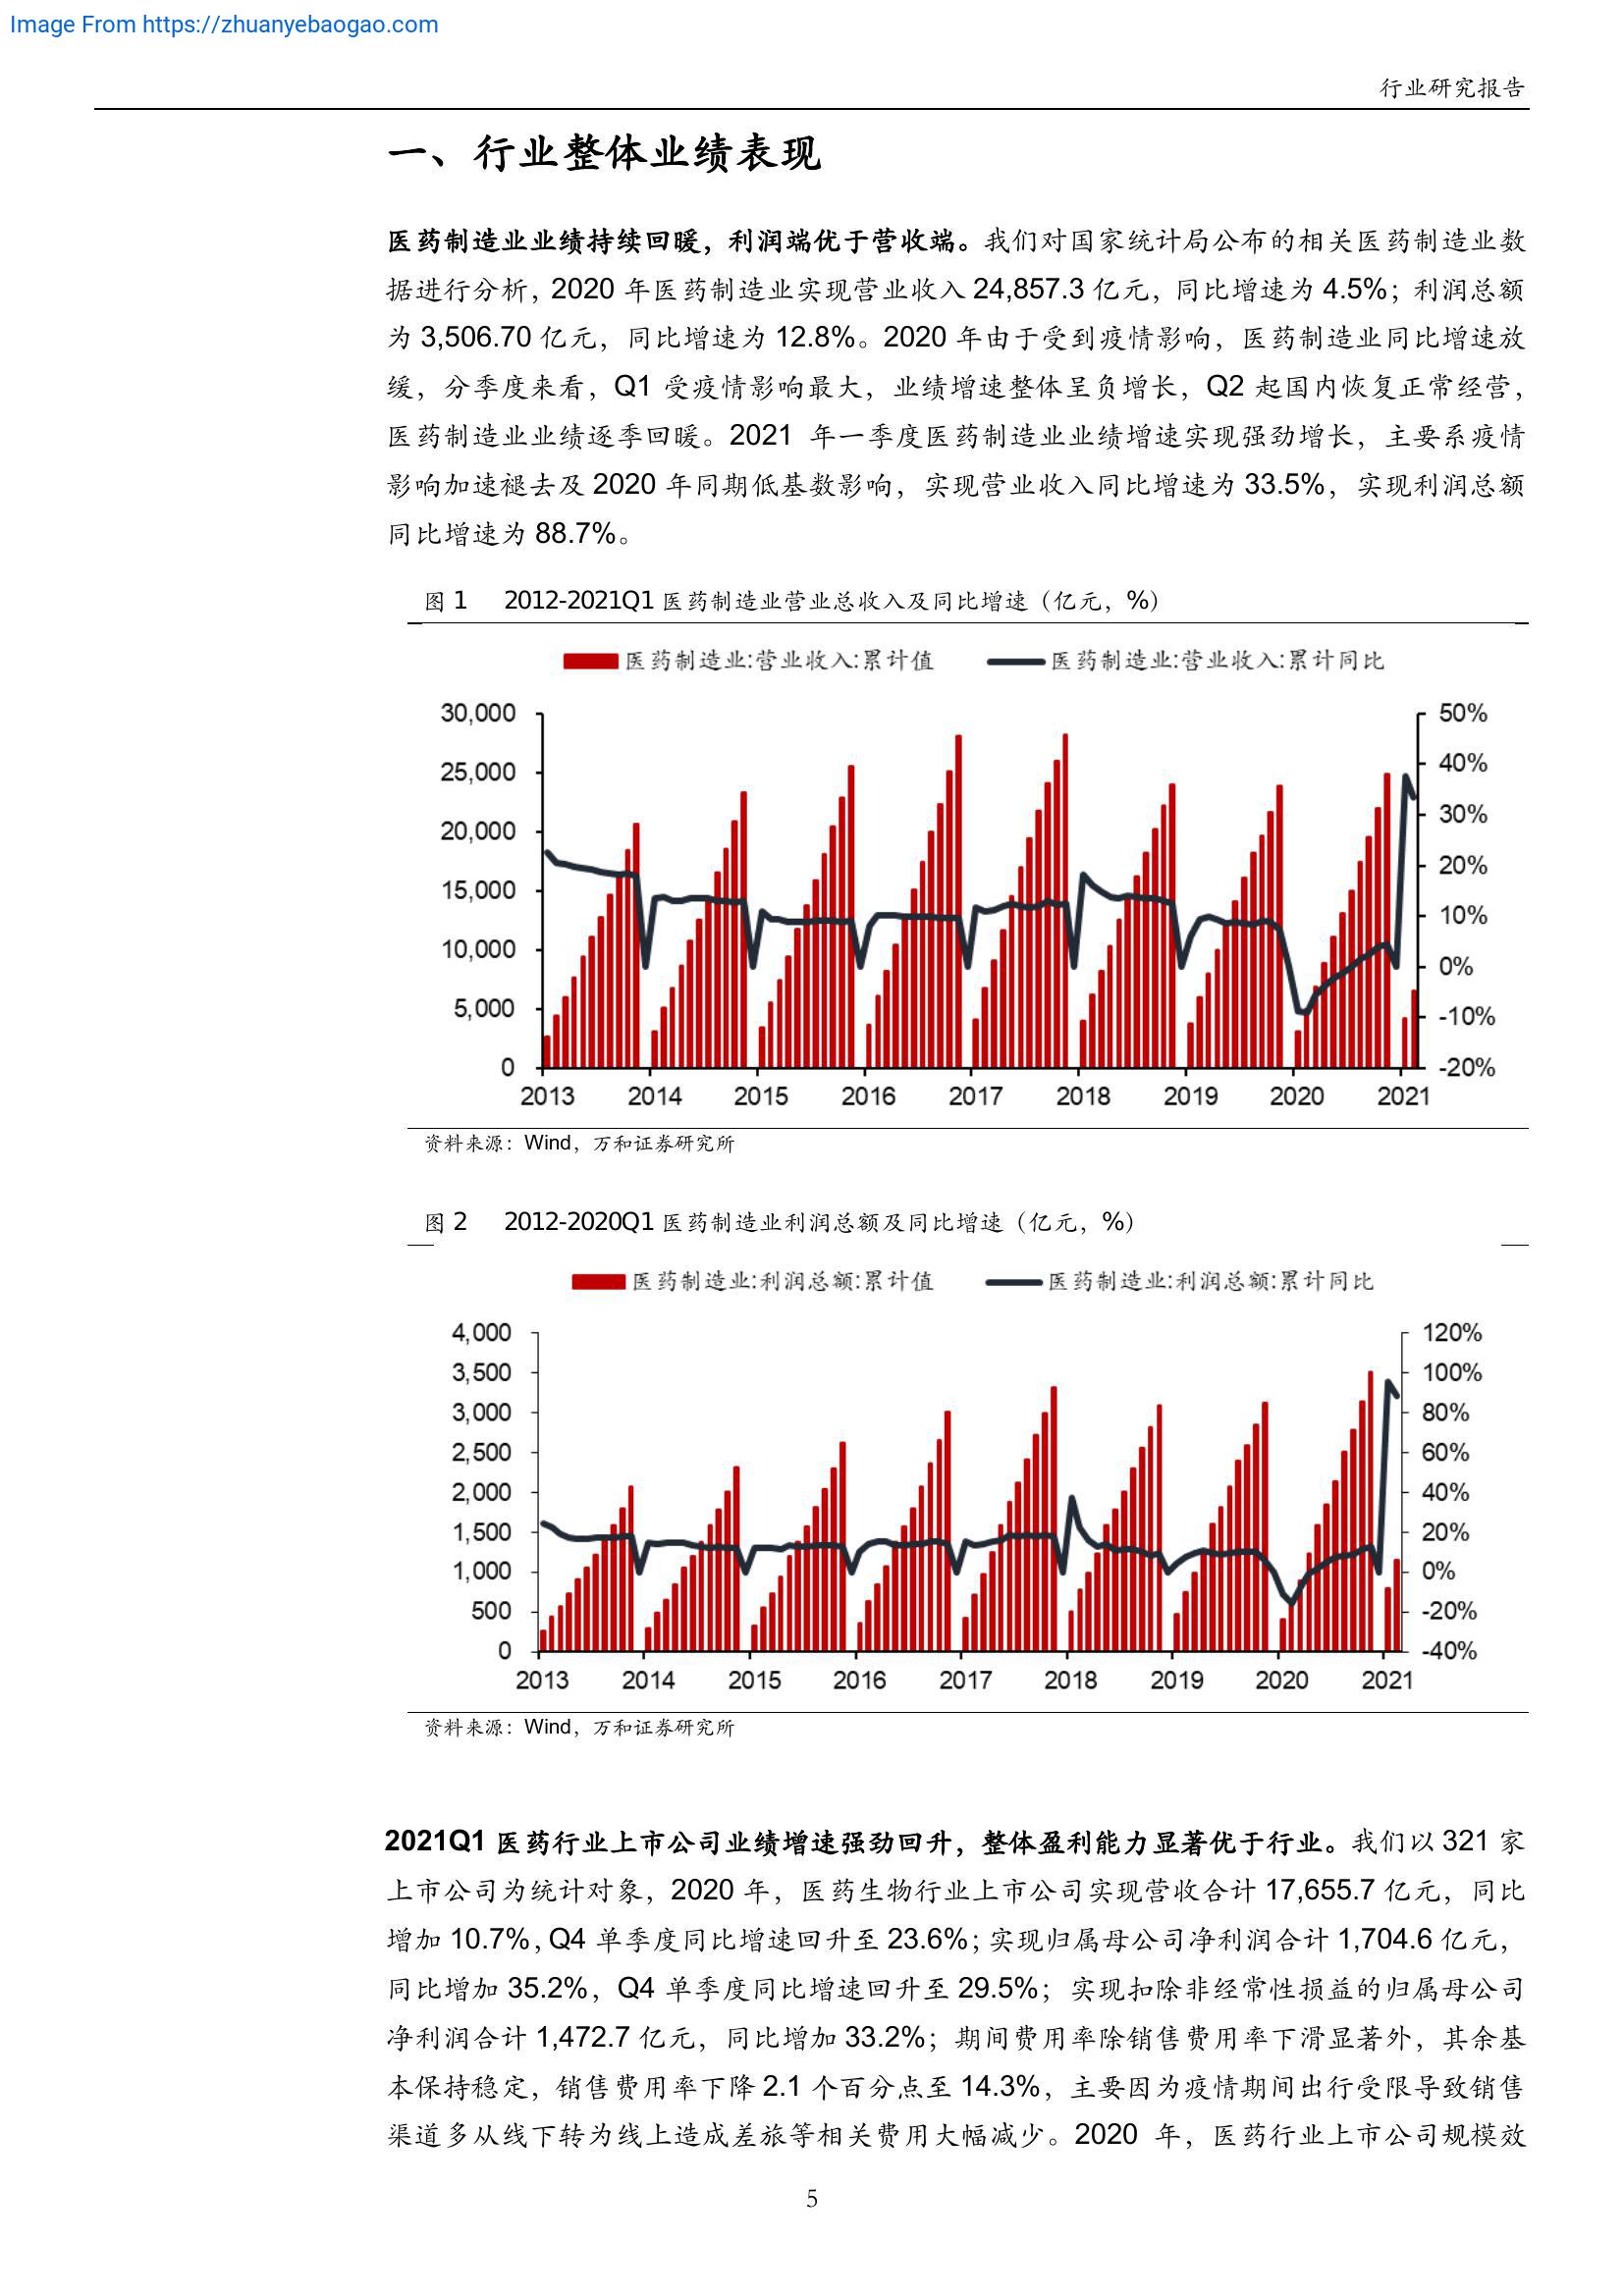 Image From https://zhuanyebaogao.com
行业研究报告
一、行业整体业绩表现
医药制造业业绩持续回暖，利润端优于营收端。我们对国家统计局公布的相关医药制造业数
据进行分析，2020 年医药制造业实现营业收入 24,857.3 亿元，同比增速为 4.5%；利润总额
为 3,506.70 亿元，同比增速为 12.8%。2020 年由于受到疫情影响，医药制造业同比增速放
缓，分季度来看，Q1 受疫情影响最大，业绩增速整体呈负增长，Q2 起国内恢复正常经营，
医药制造业业绩逐季回暖。2021 年一季度医药制造业业绩增速实现强劲增长，主要系疫情
影响加速褪去及 2020 年同期低基数影响，实现营业收入同比增速为 33.5%，实现利润总额
同比增速为 88.7%。
图 1 2012-2021Q1 医药制造业营业总收入及同比增速（亿元，%）
医药制造业:营业收入:累计值 医药制造业:营业收入:累计同比
30,000 50%
25,000 40%
20,000 30%
15,000 20%
10,000 10%
5,000 0%
0 -10%
-20%
2013 2014 2015 2016 2017 2018 2019 2020 2021
资料来源：Wind，万和证券研究所
图 2 2012-2020Q1 医药制造业利润总额及同比增速（亿元，%）
医药制造业:利润总额:累计值 医药制造业:利润总额:累计同比
4,000 120%
3,500 100%
3,000 80%
2,500 60%
2,000 40%
1,500 20%
1,000 0%
500 -20%
0 -40%
2013 2014 2015 2016 2017 2018 2019 2020 2021
资料来源：Wind，万和证券研究所
2021Q1 医药行业上市公司业绩增速强劲回升，整体盈利能力显著优于行业。我们以 321 家
上市公司为统计对象，2020 年，医药生物行业上市公司实现营收合计 17,655.7 亿元，同比
增加 10.7%，Q4 单季度同比增速回升至 23.6%；实现归属母公司净利润合计 1,704.6 亿元，
同比增加 35.2%，Q4 单季度同比增速回升至 29.5%；实现扣除非经常性损益的归属母公司
净利润合计 1,472.7 亿元，同比增加 33.2%；期间费用率除销售费用率下滑显著外，其余基
本保持稳定，销售费用率下降 2.1 个百分点至 14.3%，主要因为疫情期间出行受限导致销售
渠道多从线下转为线上造成差旅等相关费用大幅减少。2020 年，医药行业上市公司规模效
5